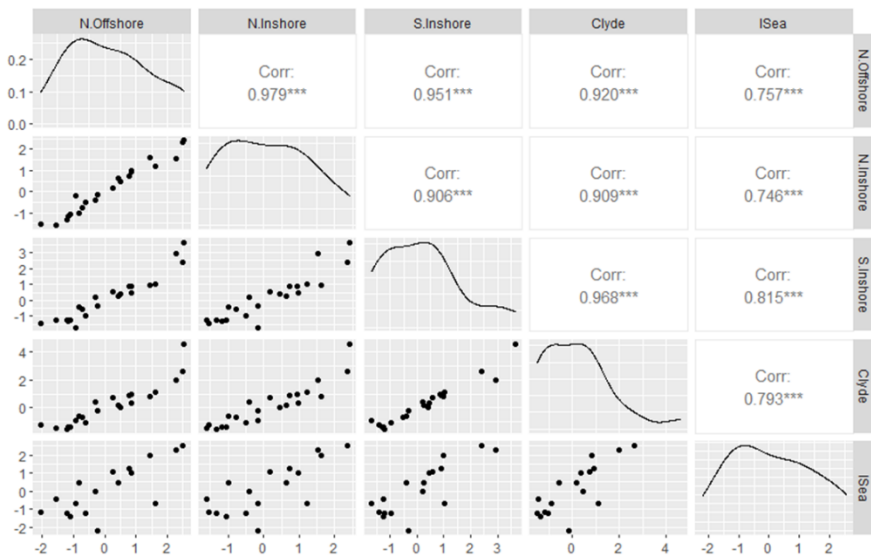 N.Offshore N.Inshore S.Inshore Clyde ISea
0.2
0.1
0.0
Corr:
0.979***
Corr:
0.951***
Corr:
0.920***
Corr:
0.757***
N.Offshore
2
1
0
-1
Corr:
0.906***
Corr:
0.909***
Corr:
0.746***
N.Inshore
3
2
1
0
-1
Corr:
0.968***
Corr:
0.815***
S.Inshore
4
2
0
Corr:
0.793***
Clyde
2
1
0
-1
-2
ISea
-2 -1 0 1 2 -1 0 1 2 -1 0 1 2 3 0 2 4 -2 -1 0 1 2